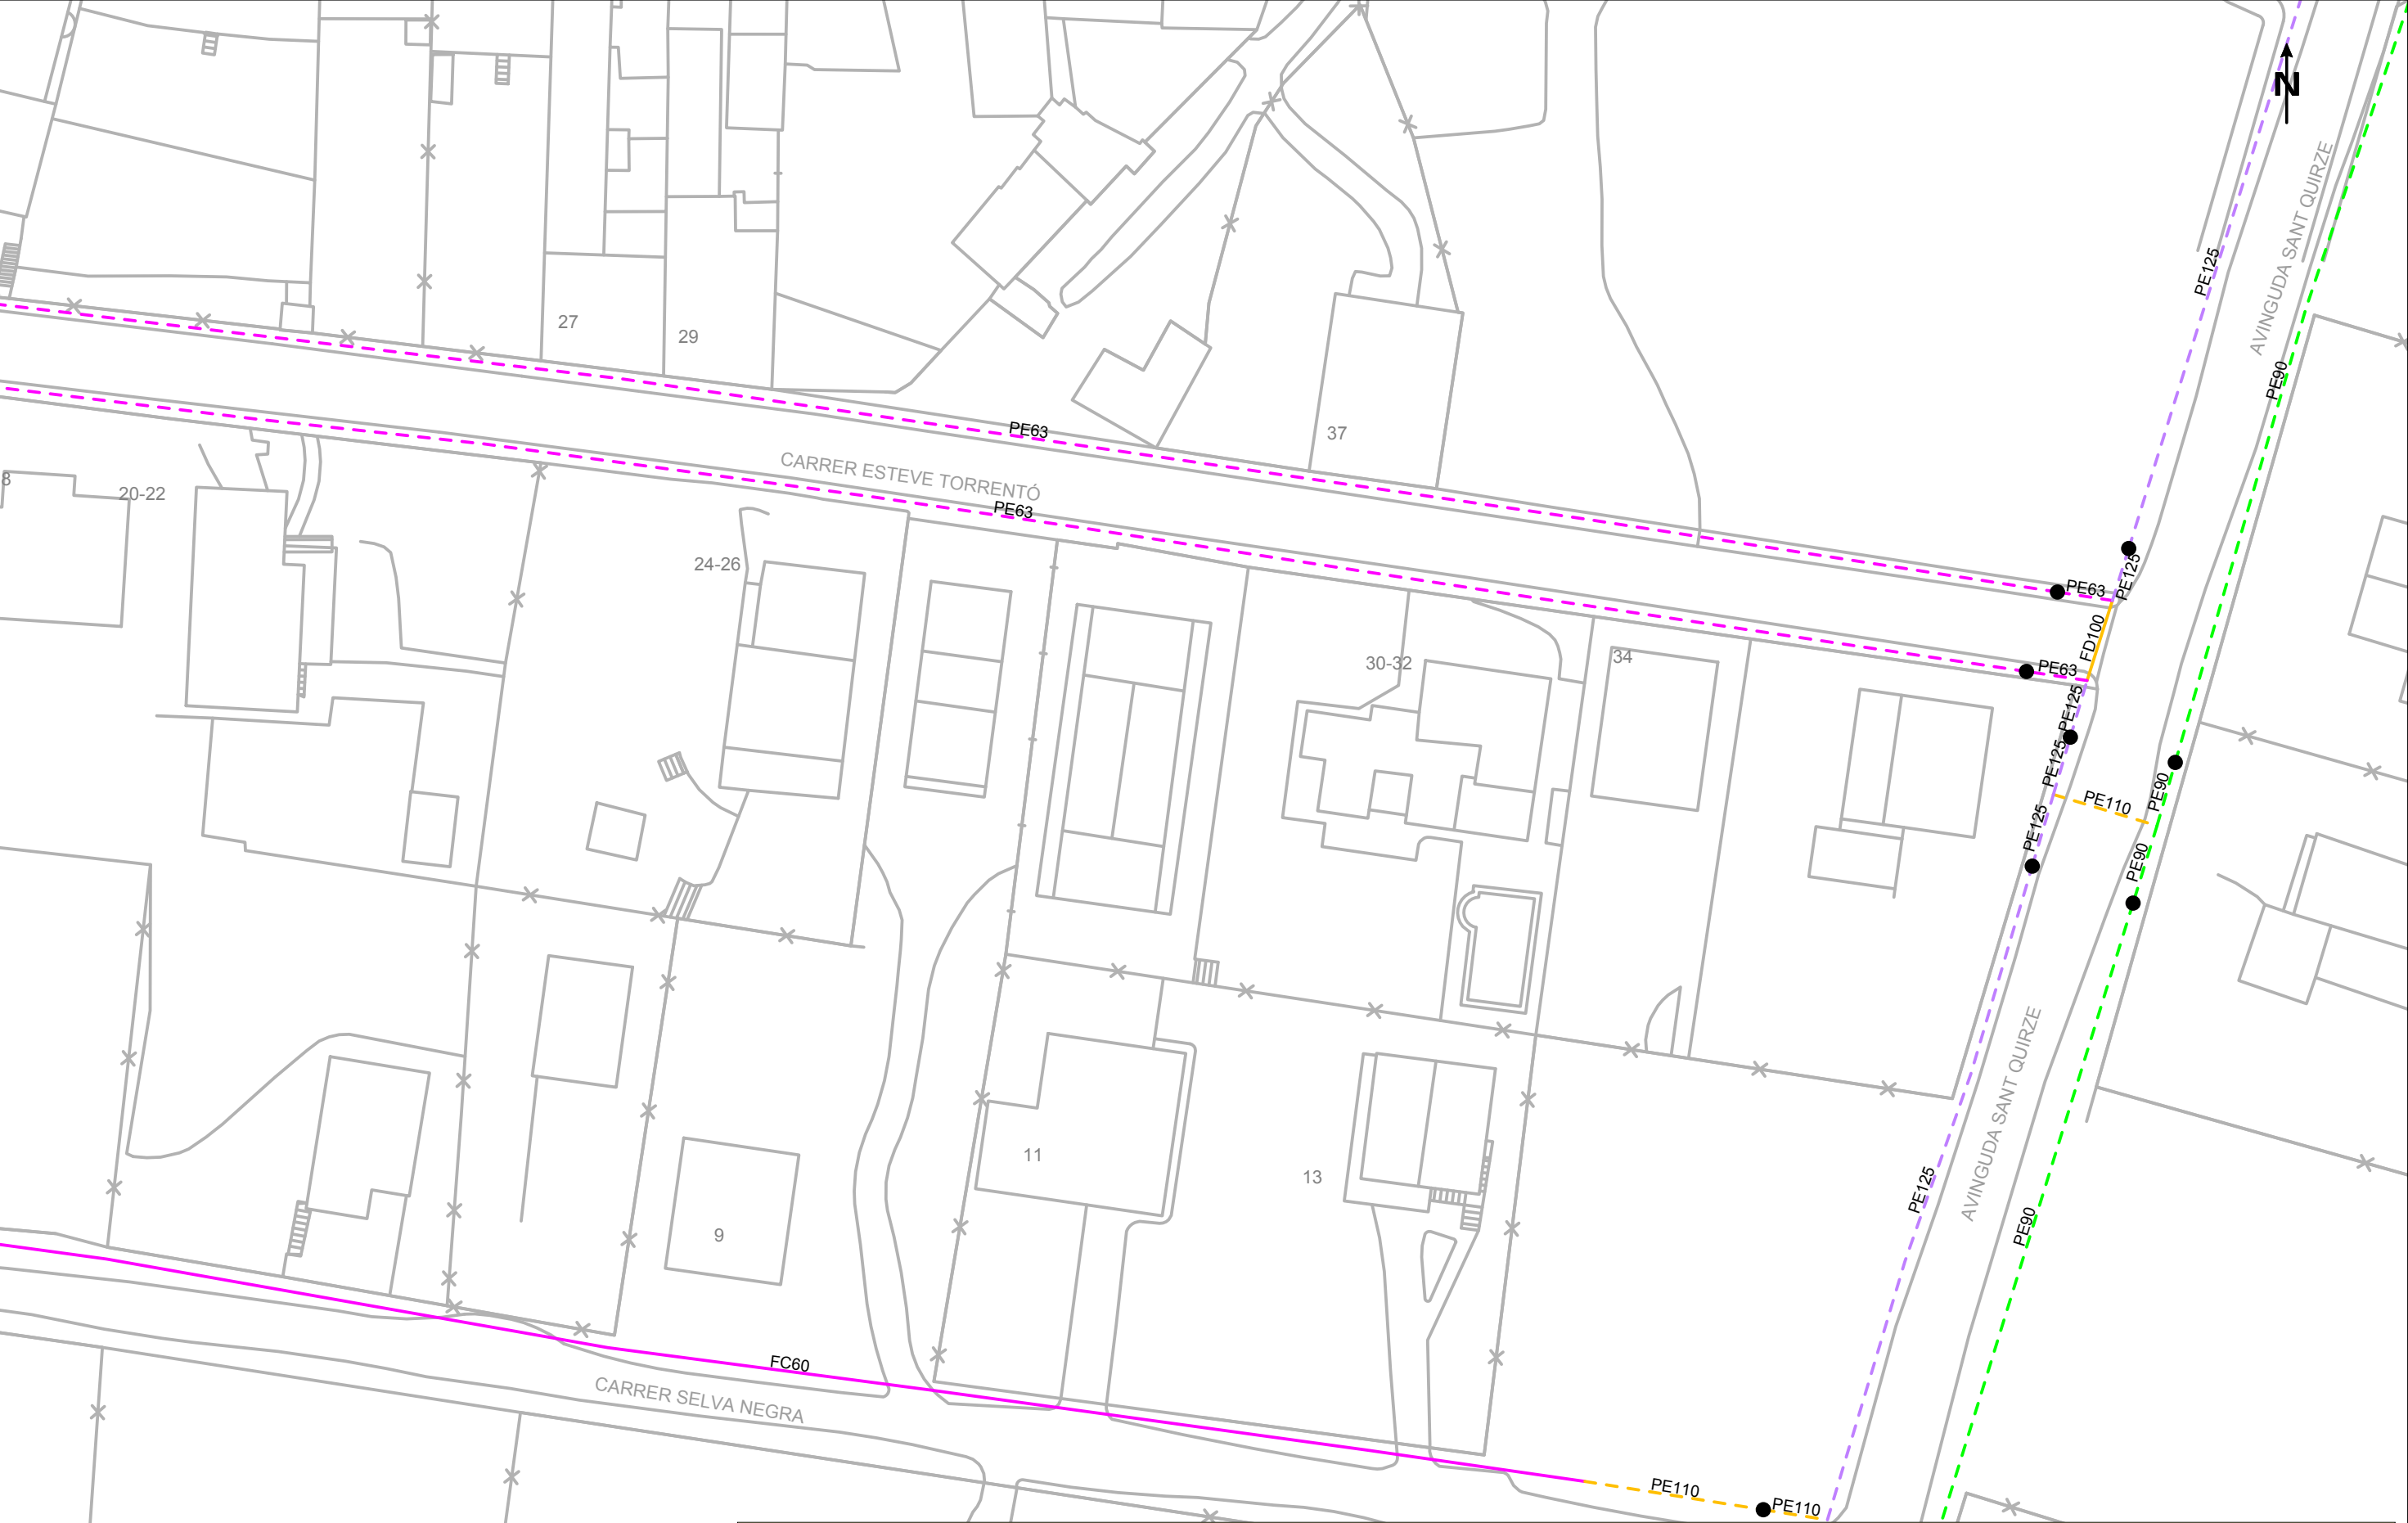 N
AVINGUDA SANT QUIRZE
PE125
PE90
27
29
37
PE63
CARRER ESTEVE TORRENTÓ
PE63
8
20-22
24-26
30-32
34
PE63
PE125
FD100
PE63
PE125
PE125
PE110
PE90
PE125
PE90
AVINGUDA SANT QUIRZE
PE125
PE90
11
13
9
FC60
CARRER SELVA NEGRA
PE110
PE110